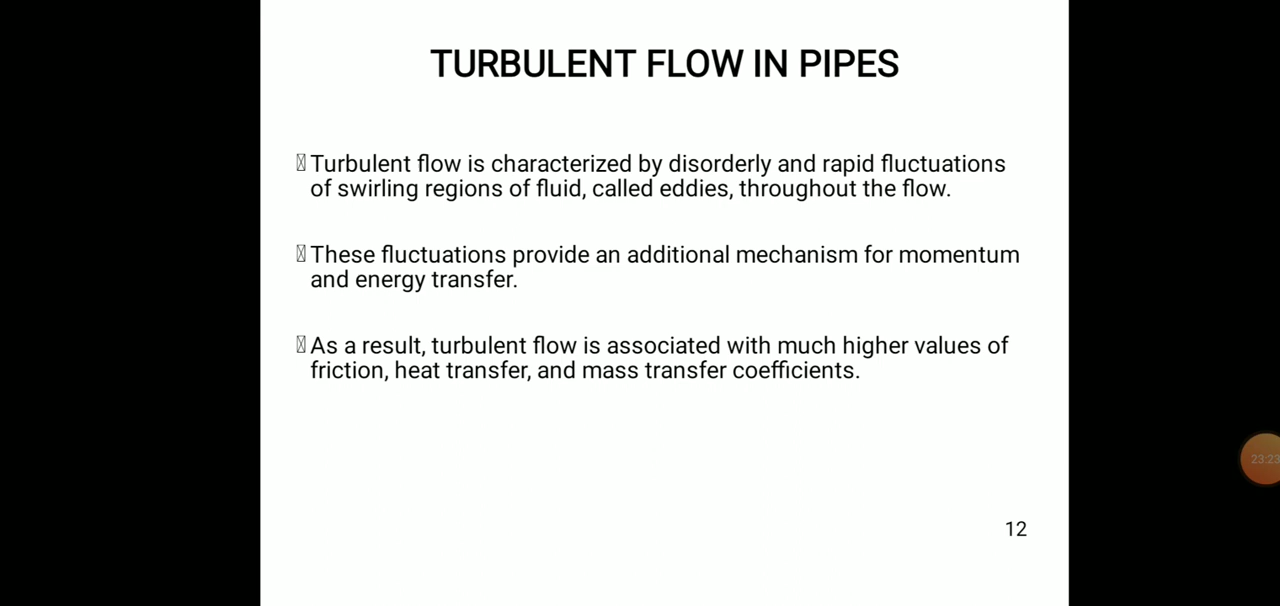 TURBULENT FLOW IN PIPES
Turbulent flow is characterized by disorderly and rapid fluctuations
of swirling regions of fluid, called eddies, throughout the flow.
These fluctuations provide an additional mechanism for momentum
and energy transfer.
As a result, turbulent flow is associated with much higher values of
friction, heat transfer, and mass transfer coefficients.
23:23
12